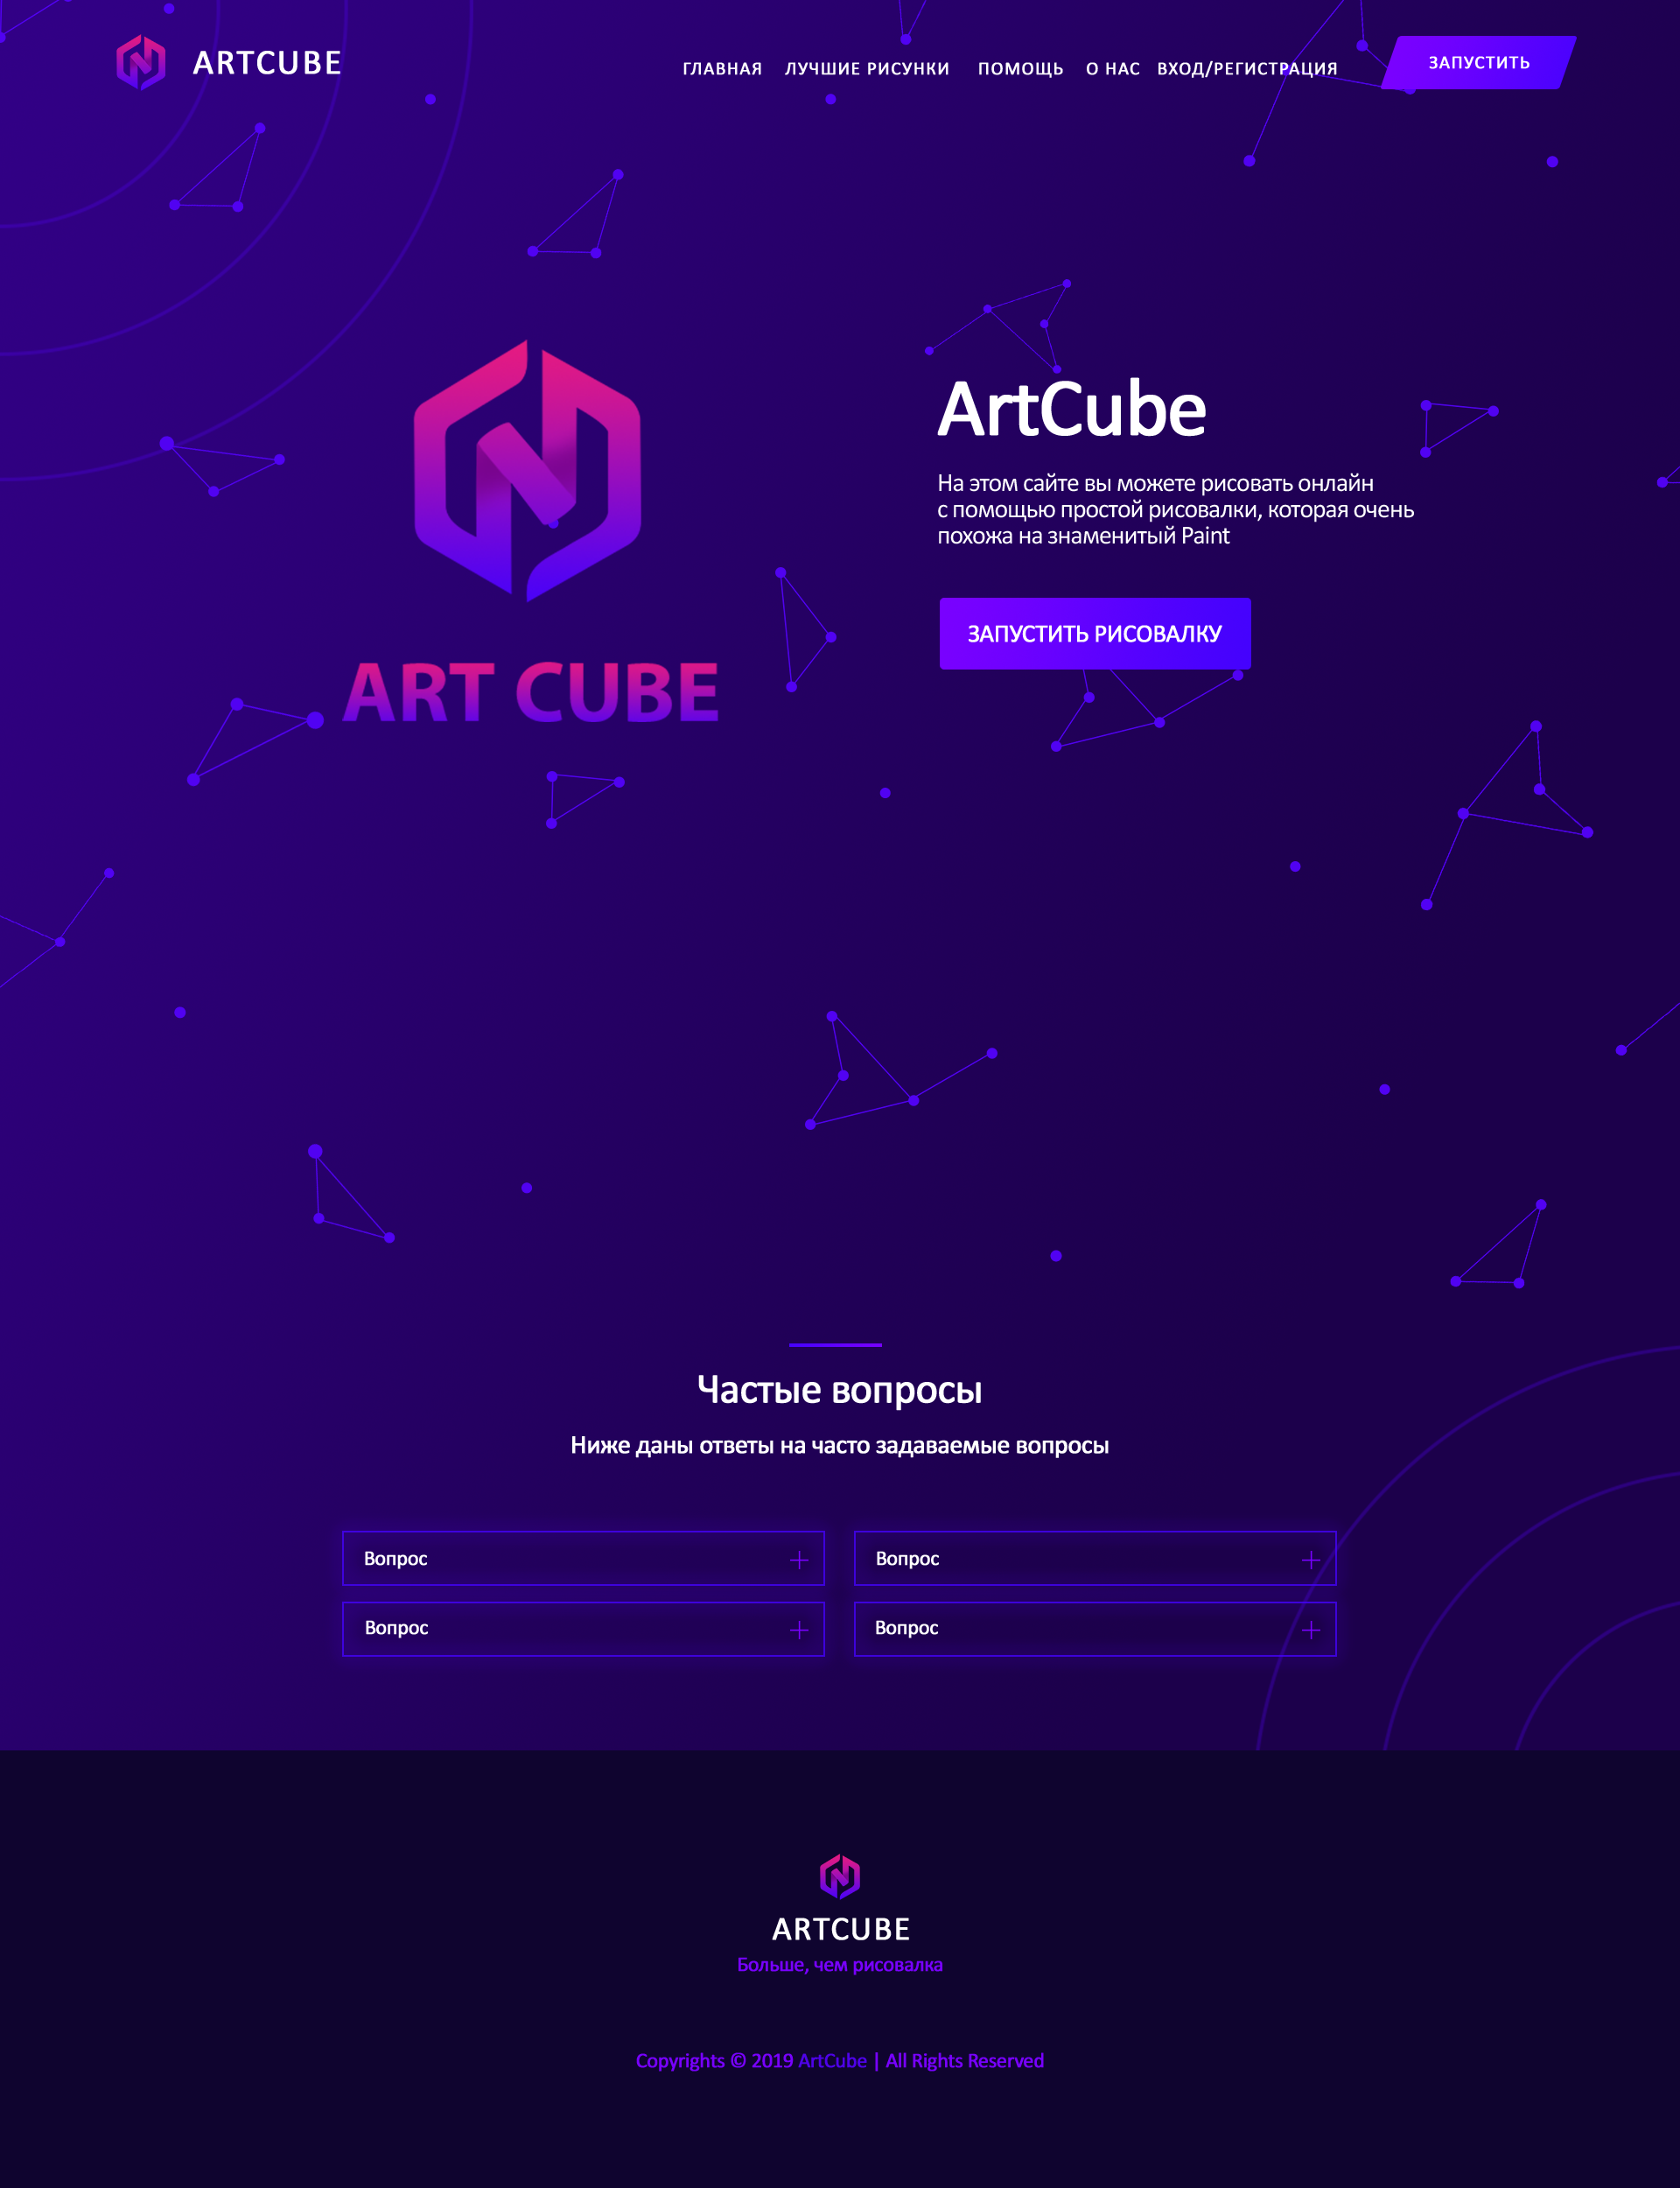 ARTCUBE
ГЛАВНАЯ ЛУЧШИЕ РИСУНКИ ПОМОЩЬ О НАС ВХОД/РЕГИСТРАЦИЯ ЗАПУСТИТЬ
ART CUBE
ArtCube
На этом сайте вы можете рисовать онлайн
с помощью простой рисовалки, которая очень
похожа на знаменитый Paint
ЗАПУСТИТЬ РИСОВАЛКУ
Частые вопросы
Ниже даны ответы на часто задаваемые вопросы
Вопрос
Вопрос
Вопрос
Вопрос
ARTCUBE
Больше, чем рисовалка
Copyrights © 2019 ArtCube | All Rights Reserved